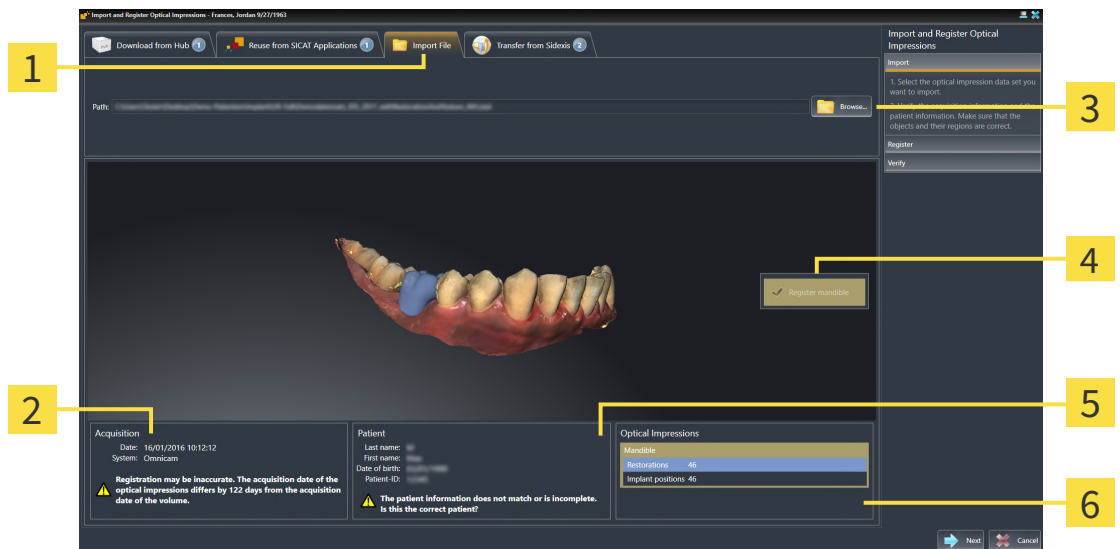 Import and Register Optical Impressions - Frances, Jordan 9/27/1963
Download from Hub 1
Reuse from SICAT Applications 1
Import File
Transfer from Sidexis 2
Import and Register Optical
Impressions
Import
1. Select the optical impression data set you
want to import.
patient information. Make sure that the
objects and their regions are correct.
Register
Verify
Path:
Browse...
Register mandible
Acquisition
Date: 16/01/2016 10:12:12
System: Omnicam
Registration may be inaccurate. The acquisition date of the
optical impressions differs by 122 days from the acquisition
date of the volume.
Patient
Last name:
First name:
Date of birth:
Patient-ID:
The patient information does not match or is incomplete.
Is this the correct patient?
Optical Impressions
Mandible
Restorations 46
Implant positions 46
Next
Cancel
1
2
3
4
5
6